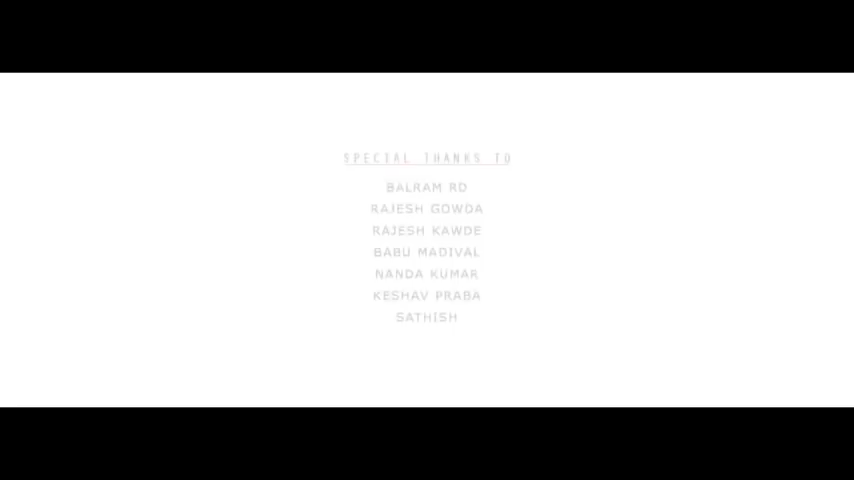 SPECIAL THANKS TO
BALRAM RD
RAJESH GOWDA
RAJESH KAWDE
BABU MADIVAL
NANDA KUMAR
KESHAV PRABA
SATHISH